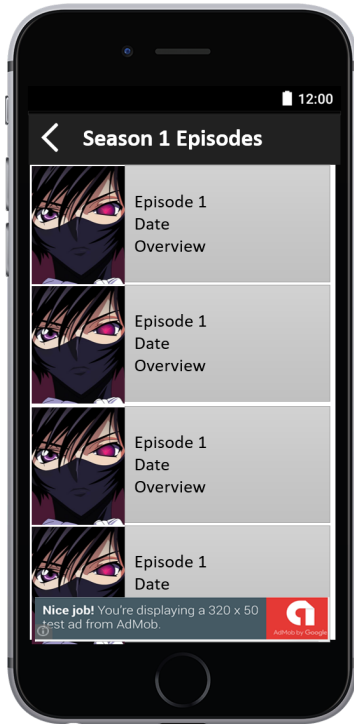 12:00
Season 1 Episodes
Episode 1
Date
Overview
Episode 1
Date
Overview
Episode 1
Date
Overview
Episode 1
Date
Nice job! You're displaying a 320 x 50
test ad from AdMob.
AdMob by Google